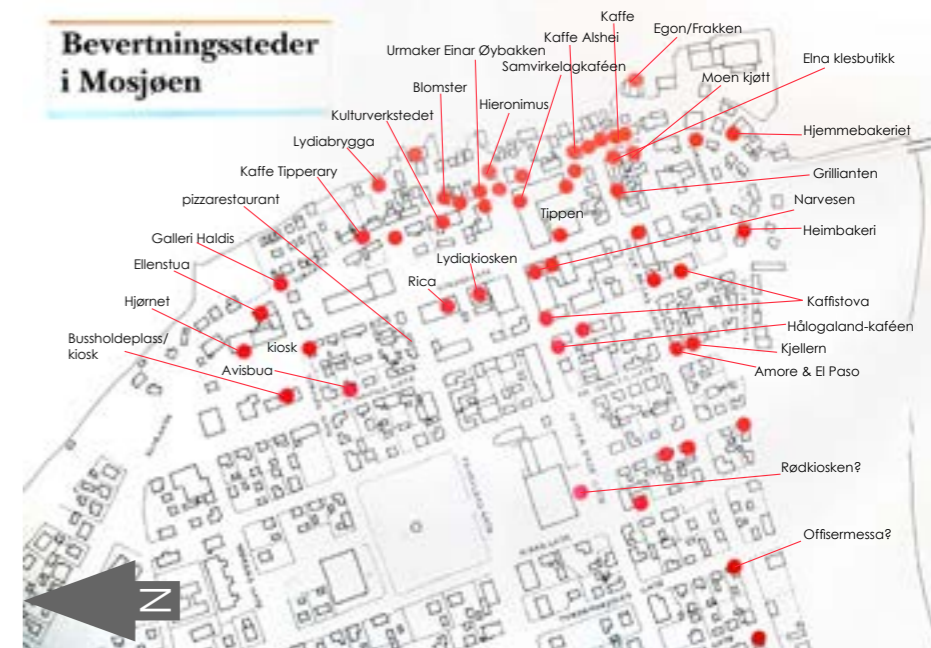 Bevertningssteder
i Mosjøen
Kaffe
Egon/Frakken
Kaffe Alshei
Urmaker Einar Øybakken
Samvirkelagkaféen
Elna klesbutikk
Moen kjøtt
Blomster
Hieronimus
Kulturverkstedet
Hjemmebakeriet
Lydiabrygga
Kaffe Tipperary
Grillianten
pizzarestaurant
Narvesen
Tippen
Heimbakeri
Galleri Haldis
Lydiakiosken
Ellenstua
Rica
Kaffistova
Hjørnet
Hålogaland-kaféen
Bussholdeplass/
kiosk
kiosk
Kjellern
Avisbua
Amore & El Paso
Rødkiosken?
Offisermessa?
N